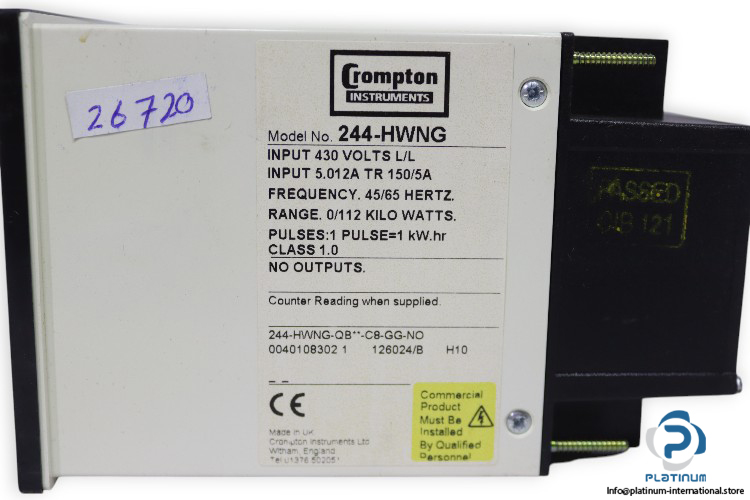 26720
Crompton
INSTRUMENTS
Model No. 244-HWNG
INPUT 430 VOLTS L/L
INPUT 5.012A TR 150/5A
FREQUENCY. 45/65 HERTZ.
RANGE. 0/112 KILO WATTS.
PULSES:1 PULSE=1 kW.hr
CLASS 1.0
NO OUTPUTS.
Counter Reading when supplied.
244-HWNG-QB**-C8-GG-NO
0040108302 1 126024/B H10
CE
Made in UK
Crompton Instruments Ltd
Witham, England
Commercial
Product
Must Be
Installed
By Qualified
Personnel
PASSED
121
PLATINUM
Info@platinum-international.store